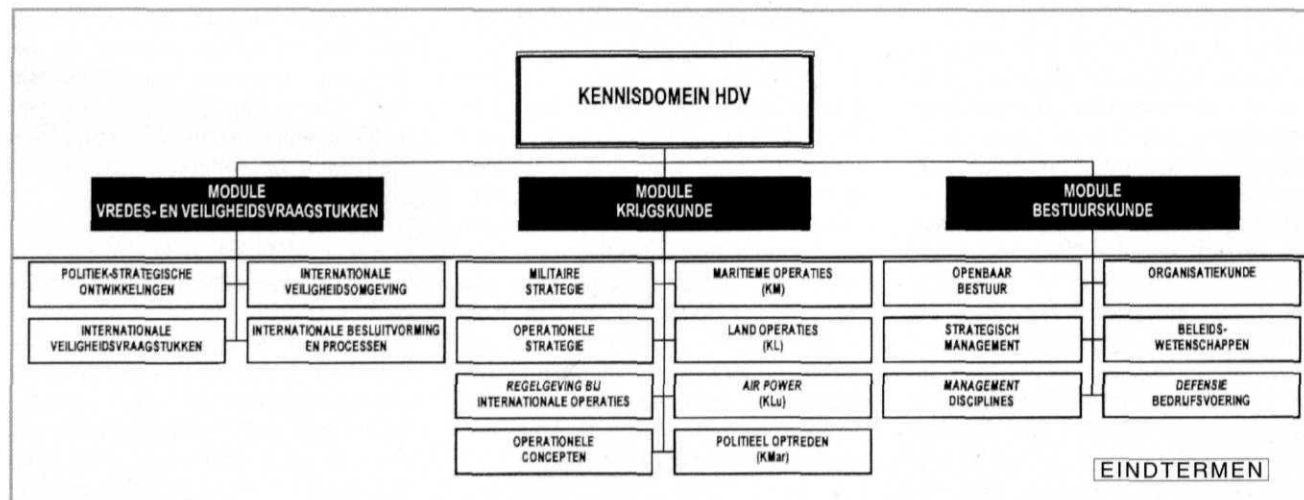 KENNISDOMEIN HDV
MODULE
VREDES- EN VEILIGHEIDSVRAAGSTUKKEN
MODULE
KRIJGSKUNDE
MODULE
BESTUURSKUNDE
POLITIEK-STRATEGISCHE
ONTWIKKELINGEN
INTERNATIONALE
VEILIGHEIDSOMGEVING
INTERNATIONALE
VEILIGHEIDSVRAAGSTUKKEN
INTERNATIONALE BESLUITVORMING
EN PROCESSEN
MILITAIRE
STRATEGIE
MARITIEME OPERATIES
(KM)
OPERATIONELE
STRATEGIE
LAND OPERATIES
(KL)
REGELGEVING BIJ
INTERNATIONALE OPERATIES
AIR POWER
(KLu)
OPERATIONELE
CONCEPTEN
POLITIEEL OPTREDEN
(KMar)
OPENBAAR
BESTUUR
ORGANISATIEKUNDE
STRATEGISCH
MANAGEMENT
BELEIDS-
WETENSCHAPPEN
MANAGEMENT
DISCIPLINES
DEFENSIE
BEDRIJFSVOERING
EINDTERMEN